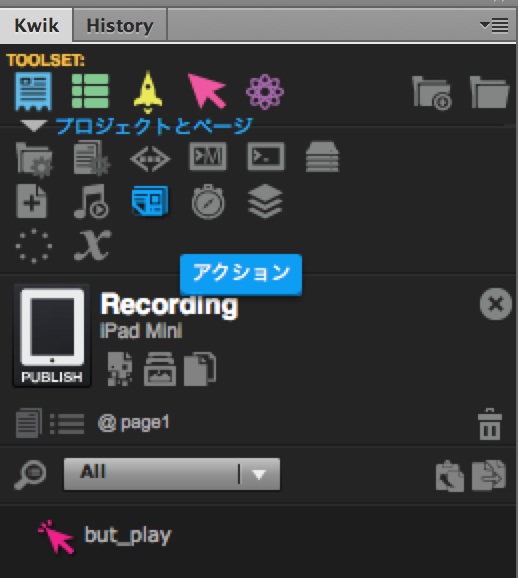 Kwik History
TOOLSET:
プロジェクトとページ
アクション
Recording
iPad Mini
PUBLISH
@ page1
All
but_play